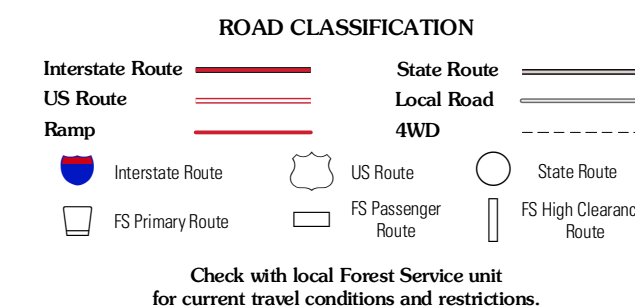 ROAD CLASSIFICATION
Interstate Route
State Route
US Route
Local Road
Ramp
4WD
Interstate Route
US Route
State Route
FS Primary Route
FS Passenger
Route
FS High Clearanc
Route
Check with local Forest Service unit
for current travel conditions and restrictions.